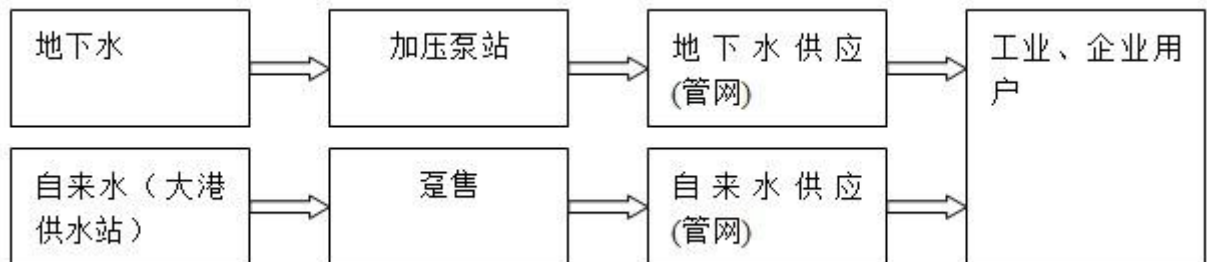 地下水
加压泵站
地下水供应
(管网)
工业、企业用
户
自来水（大港
供水站）
趸售
自来水供应
(管网)